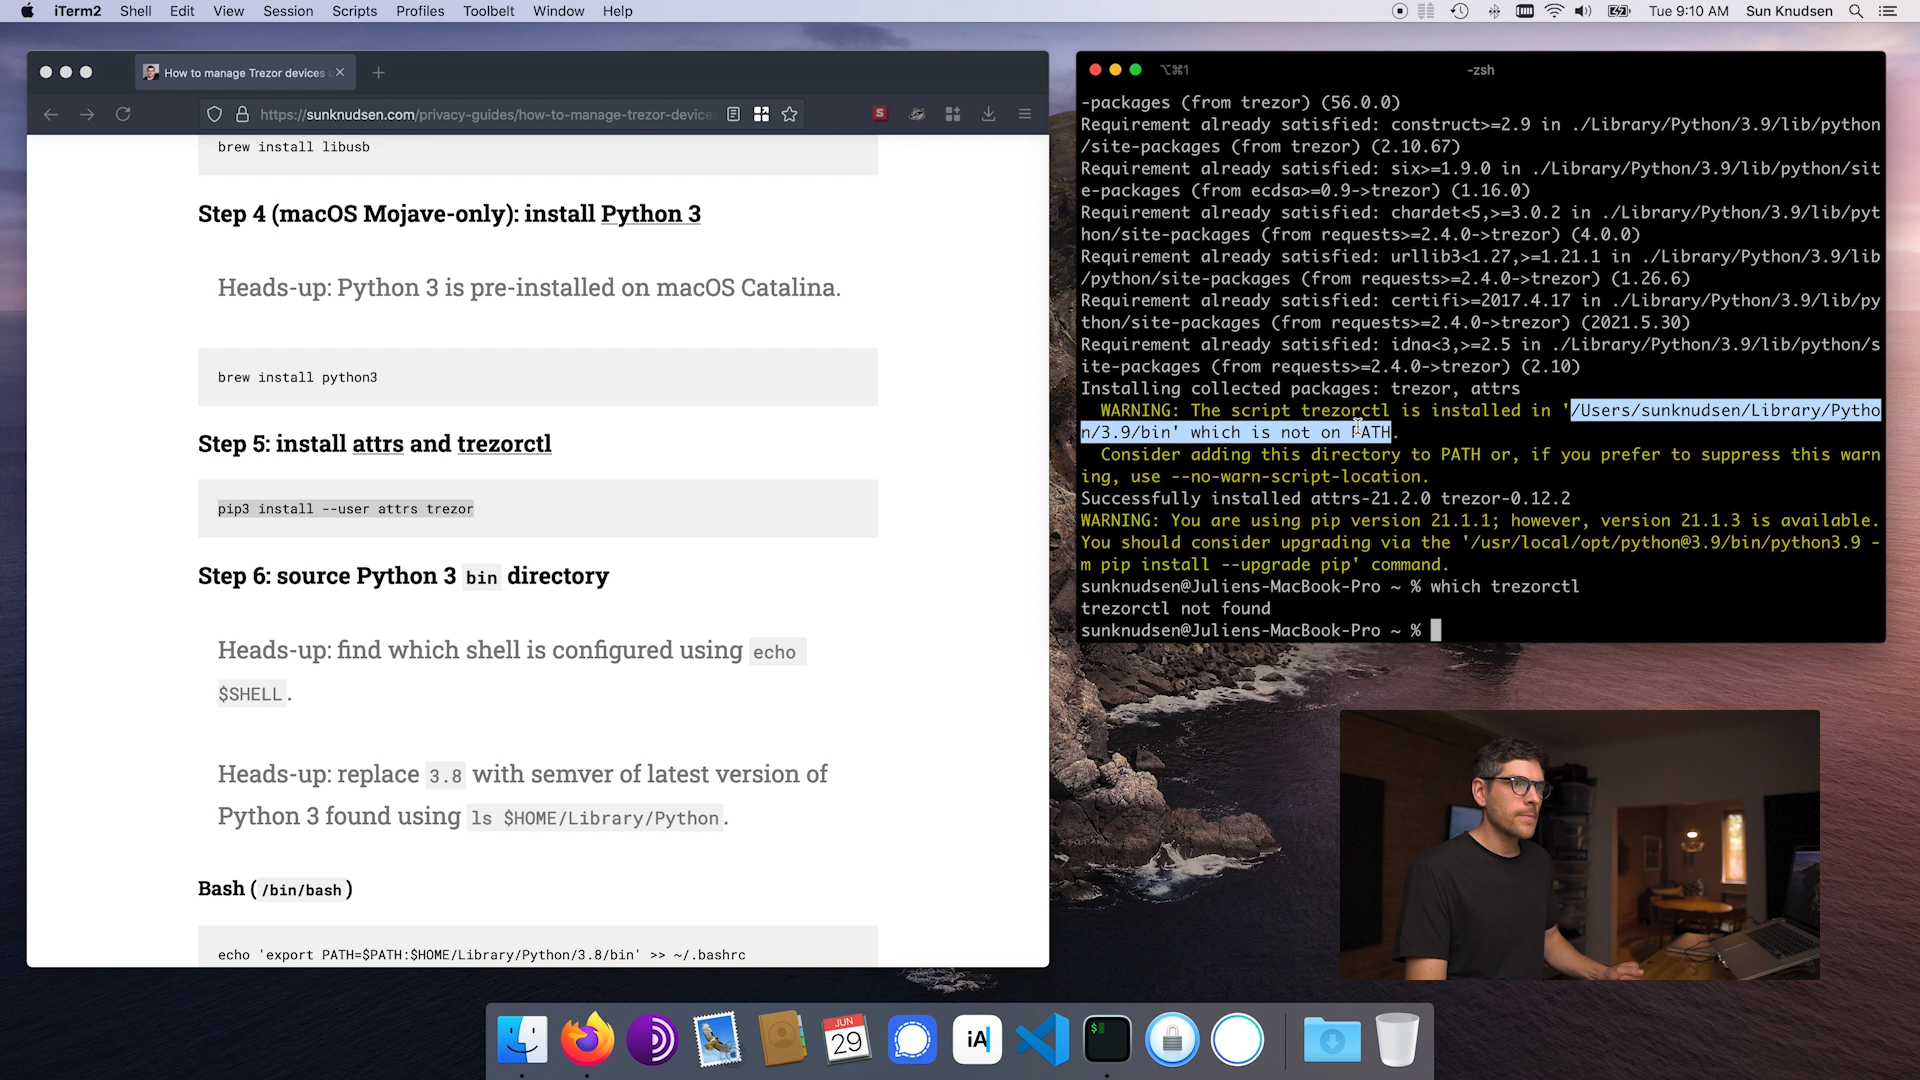 iTerm2 Shell Edit View Session Scripts Profiles Toolbelt Window Help
Tue 9:10 AM Sun Knudsen
How to manage Trezor devices
https://sunknudsen.com/privacy-guides/how-to-manage-trezor-device
S
brew install libusb
Step 4 (macOS Mojave-only): install Python 3
Heads-up: Python 3 is pre-installed on macOS Catalina.
brew install python3
Step 5: install attrs and trezorctl
pip3 install --user attrs trezor
Step 6: source Python 3 bin directory
Heads-up: find which shell is configured using echo
$SHELL.
Heads-up: replace 3.8 with semver of latest version of
Python 3 found using ls $HOME/Library/Python.
Bash (/bin/bash)
echo 'export PATH=$PATH:$HOME/Library/Python/3.8/bin' >> ~/.bashrc
⌥⌘1
-zsh
-packages (from trezor) (56.0.0)
Requirement already satisfied: construct>=2.9 in ./Library/Python/3.9/lib/python
/site-packages (from trezor) (2.10.67)
Requirement already satisfied: six>=1.9.0 in ./Library/Python/3.9/lib/python/sit
e-packages (from ecdsa>=0.9->trezor) (1.16.0)
Requirement already satisfied: chardet<5,>=3.0.2 in ./Library/Python/3.9/lib/pyt
hon/site-packages (from requests>=2.4.0->trezor) (4.0.0)
Requirement already satisfied: urllib3<1.27,>=1.21.1 in ./Library/Python/3.9/lib
/python/site-packages (from requests>=2.4.0->trezor) (1.26.6)
Requirement already satisfied: certifi>=2017.4.17 in ./Library/Python/3.9/lib/py
thon/site-packages (from requests>=2.4.0->trezor) (2021.5.30)
Requirement already satisfied: idna<3,>=2.5 in ./Library/Python/3.9/lib/python/s
ite-packages (from requests>=2.4.0->trezor) (2.10)
Installing collected packages: trezor, attrs
WARNING: The script trezorctl is installed in '/Users/sunknudsen/Library/Pytho
n/3.9/bin' which is not on PATH.
Consider adding this directory to PATH or, if you prefer to suppress this warn
ing, use --no-warn-script-location.
Successfully installed attrs-21.2.0 trezor-0.12.2
WARNING: You are using pip version 21.1.1; however, version 21.1.3 is available.
You should consider upgrading via the '/usr/local/opt/python@3.9/bin/python3.9 -
m pip install --upgrade pip' command.
sunknudsen@Juliens-MacBook-Pro ~ % which trezorctl
trezorctl not found
sunknudsen@Juliens-MacBook-Pro ~ %
JUN
29
iA
$